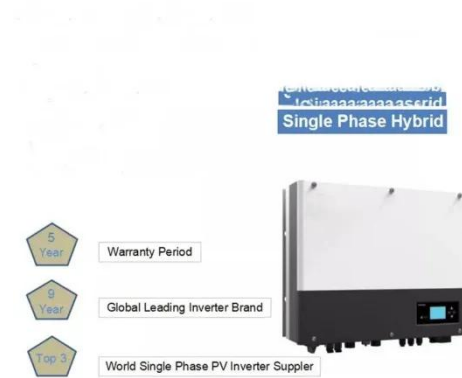 Single Phase Hybrid
5
Year
Warranty Period
9
Year
Global Leading Inverter Brand
Top 3
World Single Phase PV Inverter Suppler